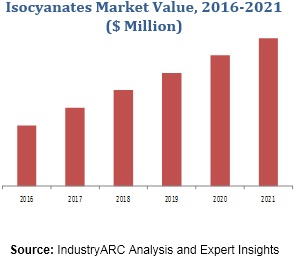 Isocyanates Market Value, 2016-2021
($ Million)
2016 2017 2018 2019 2020 2021
Source: IndustryARC Analysis and Expert Insights